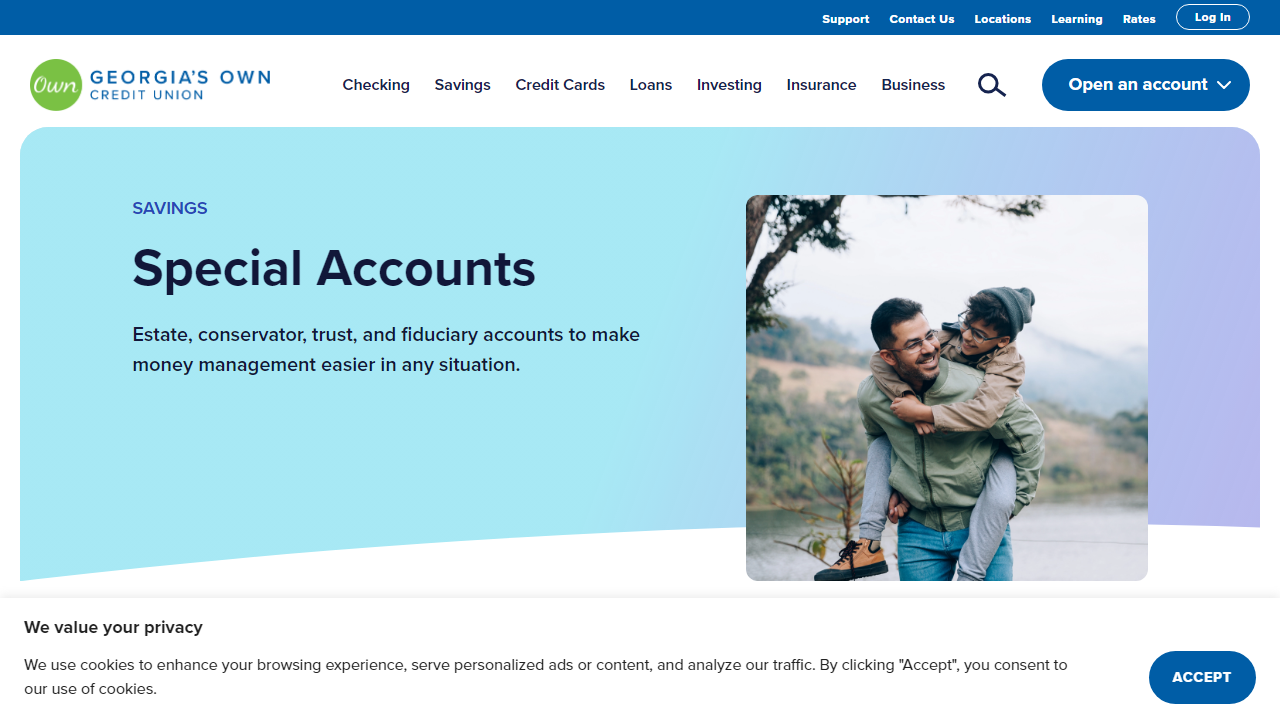 Support Contact Us Locations Learning Rates Log In
Own GEORGIA'S OWN
CREDIT UNION
Checking Savings Credit Cards Loans Investing Insurance Business Open an account
SAVINGS
Special Accounts
Estate, conservator, trust, and fiduciary accounts to make
money management easier in any situation.
We value your privacy
We use cookies to enhance your browsing experience, serve personalized ads or content, and analyze our traffic. By clicking "Accept", you consent to
our use of cookies.
ACCEPT